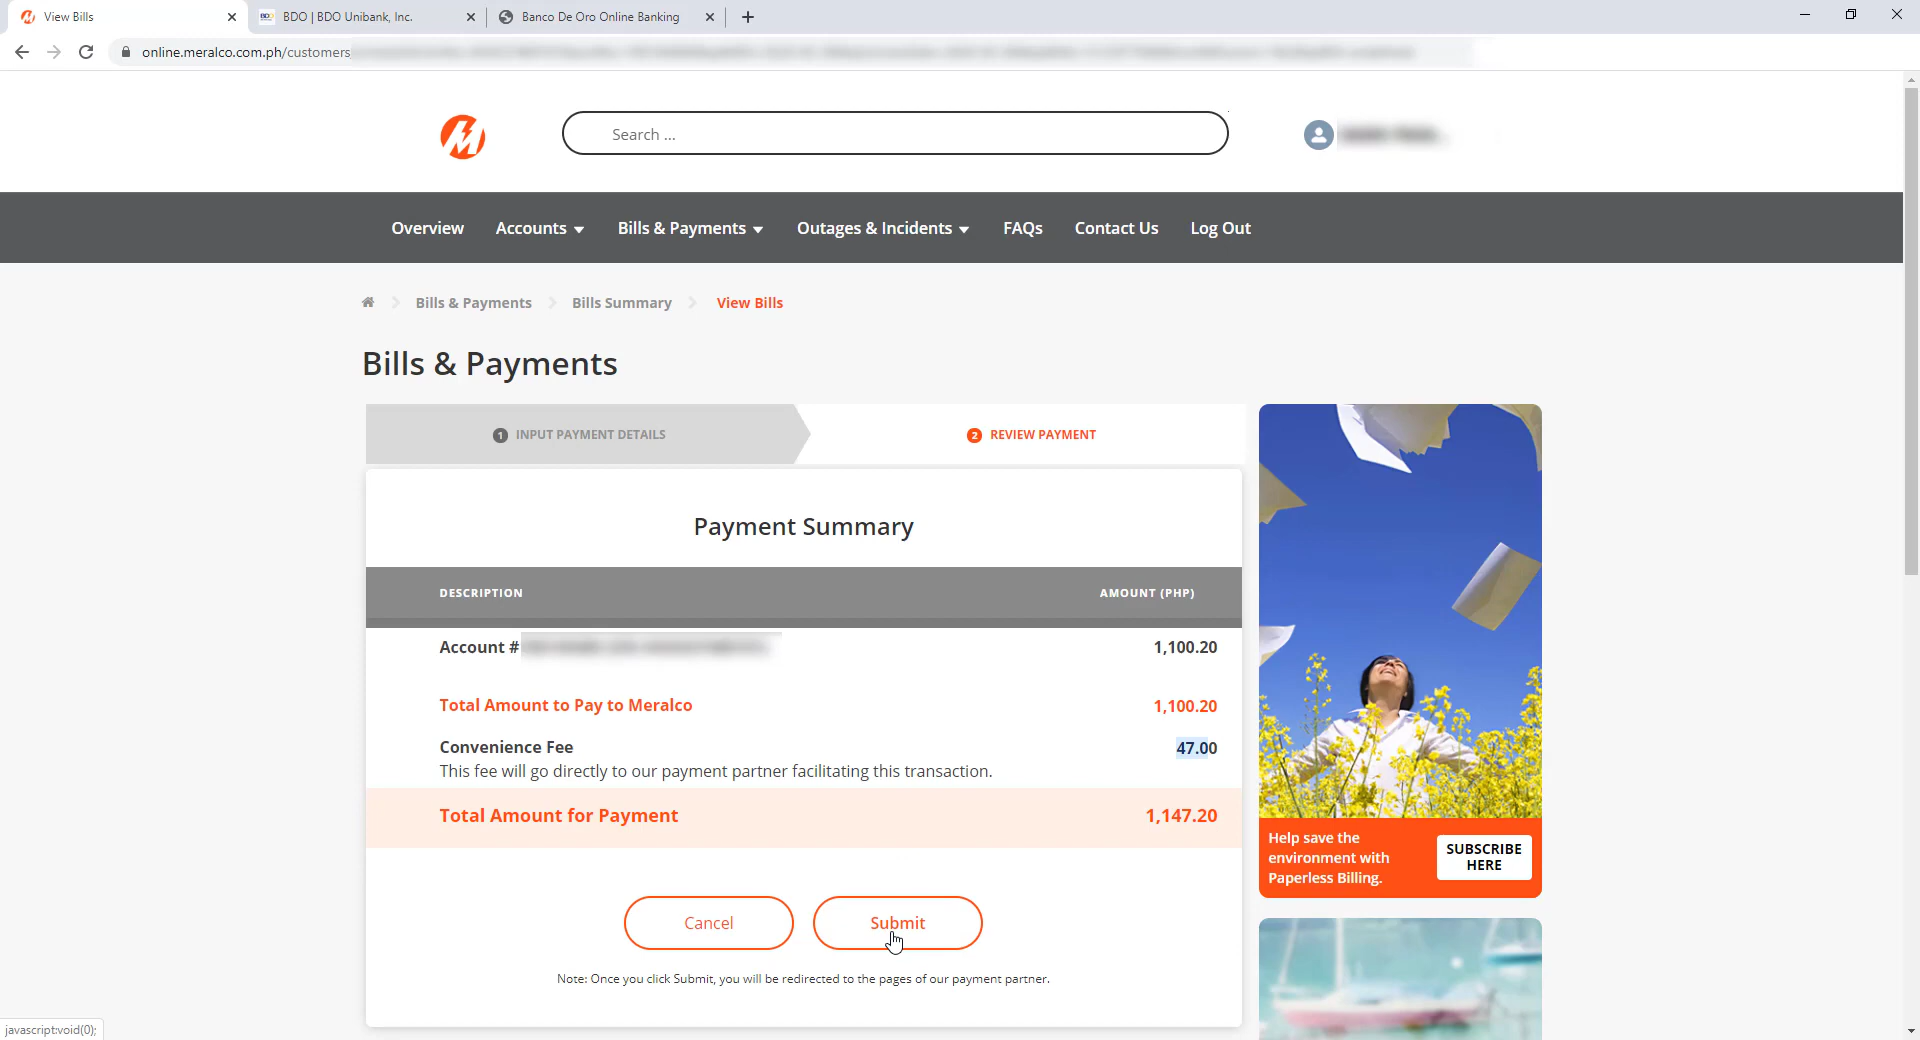 View Bills
BDO | BDO Unibank, Inc.
Banco De Oro Online Banking
online.meralco.com.ph/customers
Search ...
Overview
Accounts
Bills & Payments
Outages & Incidents
FAQs
Contact Us
Log Out
Bills & Payments
Bills Summary
View Bills
Bills & Payments
1 INPUT PAYMENT DETAILS
2 REVIEW PAYMENT
Payment Summary
DESCRIPTION
AMOUNT (PHP)
Account #
1,100.20
Total Amount to Pay to Meralco
1,100.20
Convenience Fee
47.00
This fee will go directly to our payment partner facilitating this transaction.
Total Amount for Payment
1,147.20
Cancel
Submit
Note: Once you click Submit, you will be redirected to the pages of our payment partner.
Help save the
environment with
Paperless Billing.
SUBSCRIBE
HERE
javascript:void(0);